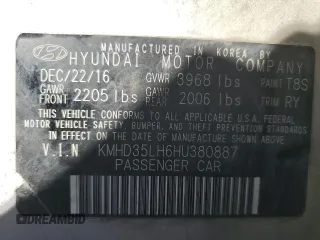 MANUFACTURED IN KOREA BY
HYUNDAI MOTOR COMPANY
DEC/22/16 GVWR 3968 lbs PAINT T8S
GAWR FRONT 2205 lbs GAWR REAR 2006 lbs TRIM RY
THIS VEHICLE CONFORMS TO ALL APPLICABLE U.S. FEDERAL
MOTOR VEHICLE SAFETY, BUMPER, AND THEFT PREVENTION
STANDARDS IN EFFECT ON THE DATE OF MANUFACTURE SHOWN ABOVE.
V.I.N KMHD35LH6HU380887
PASSENGER CAR
© DREAMBID AUTO